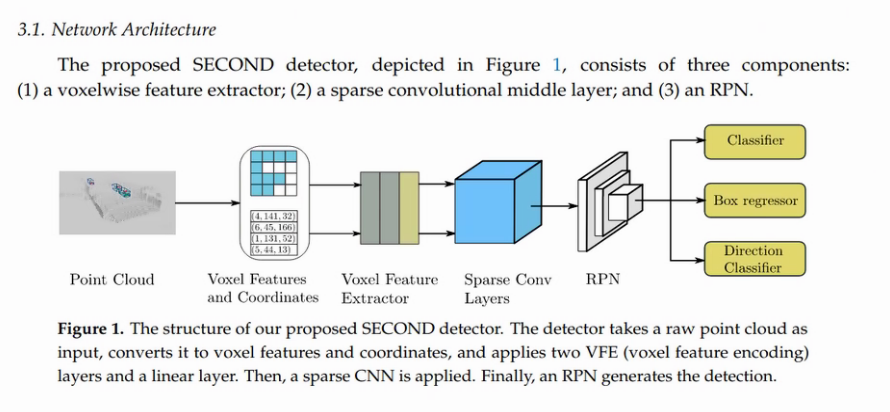 3.1. Network Architecture
The proposed SECOND detector, depicted in Figure 1, consists of three components:
(1) a voxelwise feature extractor; (2) a sparse convolutional middle layer; and (3) an RPN.
Classifier
Box regressor
Direction
Classifier
(4, 141, 32)
(6, 45, 166)
(1, 131, 52)
(5, 44, 13)
Point Cloud
Voxel Features
and Coordinates
Voxel Feature
Extractor
Sparse Conv
Layers
RPN
Figure 1. The structure of our proposed SECOND detector. The detector takes a raw point cloud as
input, converts it to voxel features and coordinates, and applies two VFE (voxel feature encoding)
layers and a linear layer. Then, a sparse CNN is applied. Finally, an RPN generates the detection.